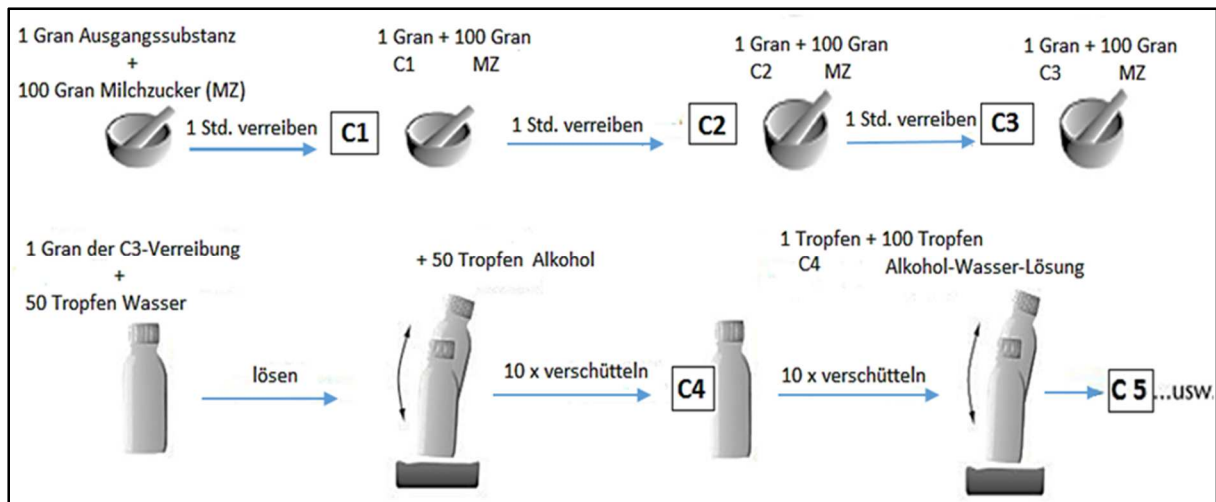 1 Gran Ausgangssubstanz
+
100 Gran Milchzucker (MZ)
1 Std. verreiben
C1
1 Gran + 100 Gran
C1 MZ
1 Std. verreiben
C2
1 Gran + 100 Gran
C2 MZ
1 Std. verreiben
C3
1 Gran + 100 Gran
C3 MZ
1 Gran der C3-Verreibung
+
50 Tropfen Wasser
lösen
+ 50 Tropfen Alkohol
10 x verschütteln
C4
10 x verschütteln
1 Tropfen + 100 Tropfen
C4 Alkohol-Wasser-Lösung
C 5 ...usw.